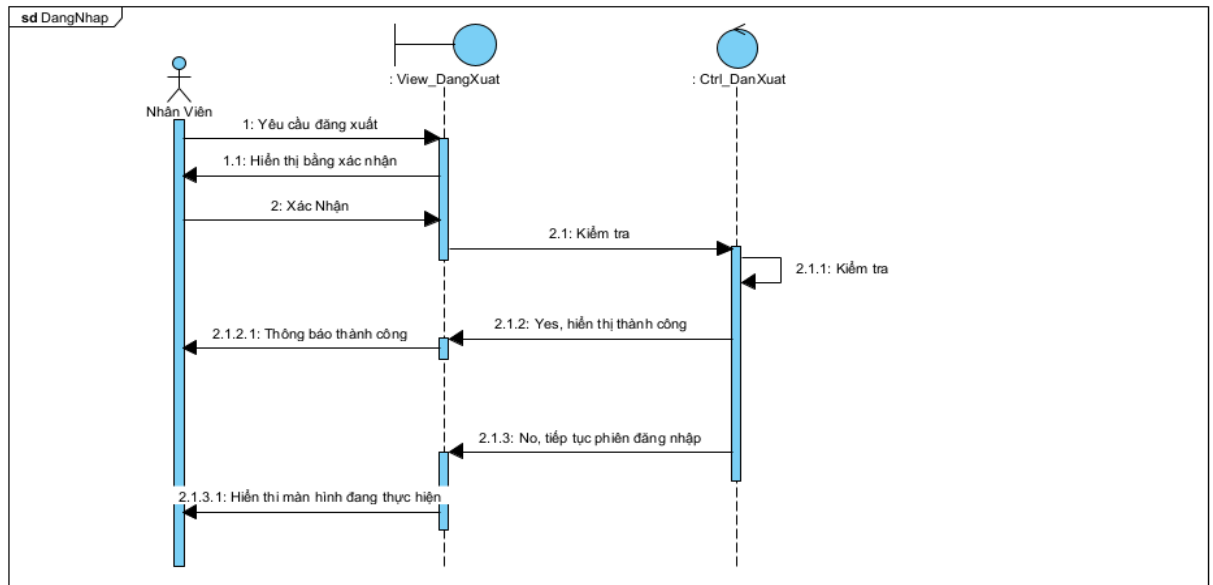 sd DangNhap
: View_DangXuat
: Ctrl_DanXuat
Nhân Viên
1: Yêu cầu đăng xuất
1.1: Hiển thị bằng xác nhận
2: Xác Nhận
2.1: Kiểm tra
2.1.1: Kiểm tra
2.1.2: Yes, hiển thị thành công
2.1.2.1: Thông báo thành công
2.1.3: No, tiếp tục phiên đăng nhập
2.1.3.1: Hiển thi màn hình đang thực hiện